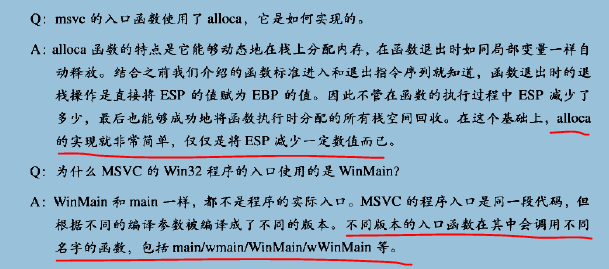 Q: msvc 的入口函数使用了 alloca，它是如何实现的。
A: alloca 函数的特点是它能够动态地在栈上分配内存，在函数退出时如同局部变量一样自
动释放。结合之前我们介绍的函数标准进入和退出指令序列就知道，函数退出时的退
栈操作是直接将 ESP 的值赋为 EBP 的值。因此不管在函数的执行过程中 ESP 减少了
多少，最后也能够成功地将函数执行时分配的所有栈空间回收。在这个基础上，alloca
的实现就非常简单，仅仅是将 ESP 减少一定数值而已。
Q: 为什么 MSVC 的 Win32 程序的入口使用的是 WinMain？
A: WinMain 和 main 一样，都不是程序的实际入口。MSVC 的程序入口是同一段代码，但
根据不同的编译参数被编译成了不同的版本。不同版本的入口函数在其中会调用不同
名字的函数，包括 main/wmain/WinMain/wWinMain 等。